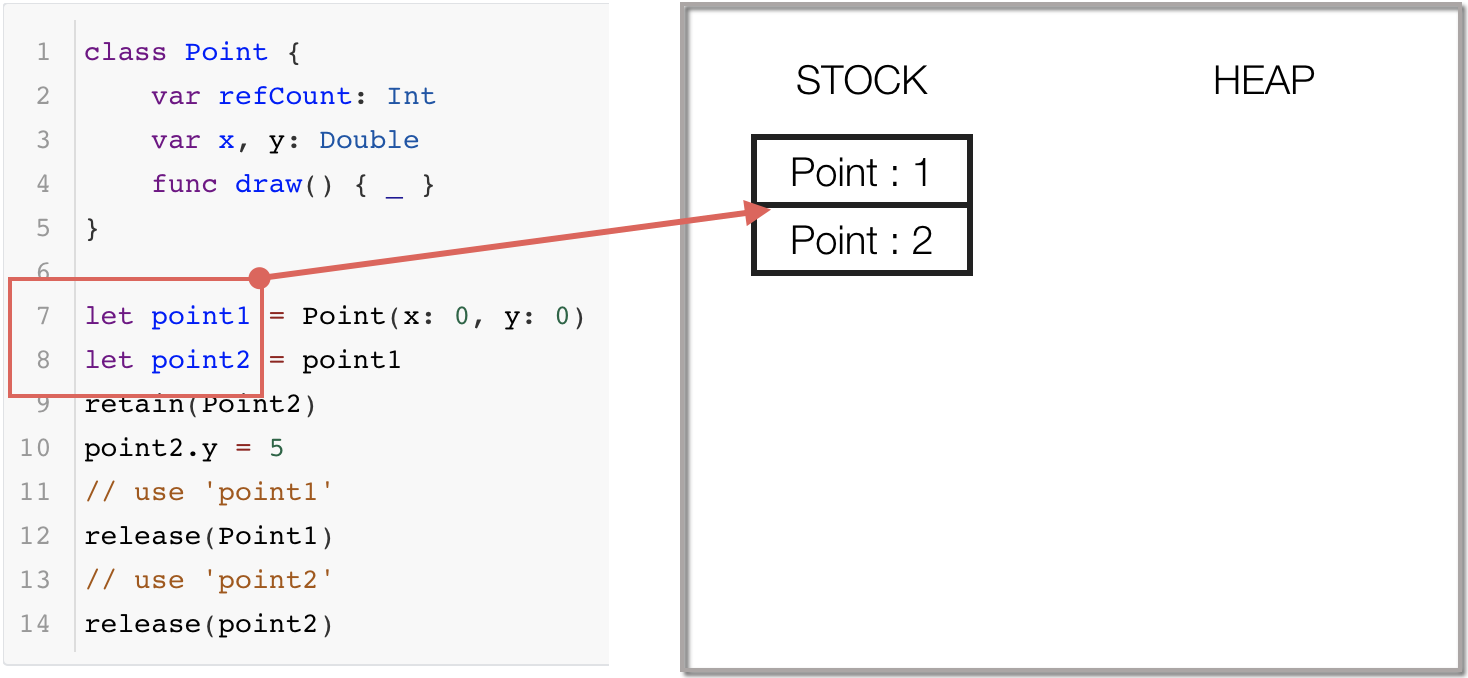 1 class Point {
2 var refCount: Int
3 var x, y: Double
4 func draw() { _ }
5 }
6
7 let point1 = Point(x: 0, y: 0)
8 let point2 = point1
9 retain(Point2)
10 point2.y = 5
11 // use 'point1'
12 release(Point1)
13 // use 'point2'
14 release(point2)
STOCK HEAP
Point : 1
Point : 2